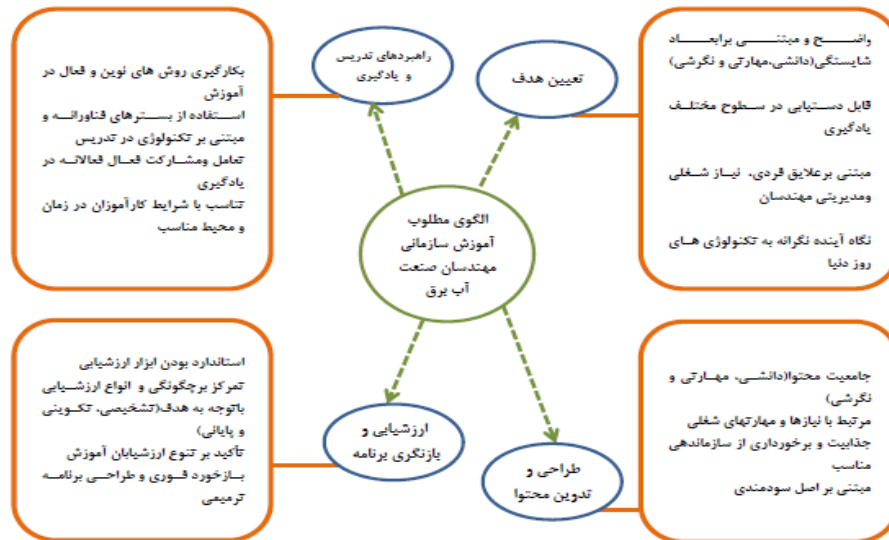 واضح و مبتنی برابعاد
شایستگی(دانشی،مهارتی و نگرشی)
قابل دستیابی در سطوح مختلف
یادگیری
مبتنی برعلایق فردی، نیاز شغلی
ومدیریتی مهندسان
نگاه آینده نگرانه به تکنولوژی های
روز دنیا
تعیین هدف
راهبردهای تدریس
و یادگیری
بکارگیری روش های نوین و فعال در
آموزش
استفاده از بسترهای فناورانه و
مبتنی بر تکنولوژی در تدریس
تعامل ومشارکت فعال فعالانه در
یادگیری
تناسب با شرایط کارآموزان در زمان
و محیط مناسب
الگوی مطلوب
آموزش سازمانی
مهندسان صنعت
آب برق
جامعیت محتوا(دانشی، مهارتی و
نگرشی)
مرتبط با نیازها و مهارتهای شغلی
جذابیت و برخورداری از سازماندهی
مناسب
مبتنی بر اصل سودمندی
طراحی و
تدوین محتوا
ارزشیابی و
بازنگری برنامه
استاندارد بودن ابزار ارزشیابی
تمرکز برچگونگی و انواع ارزشیابی
باتوجه به هدف(تشخیصی، تکوینی
و پایانی)
تأکید بر تنوع ارزشیابان آموزش
بازخورد فوری و طراحی برنامه
ترمیمی